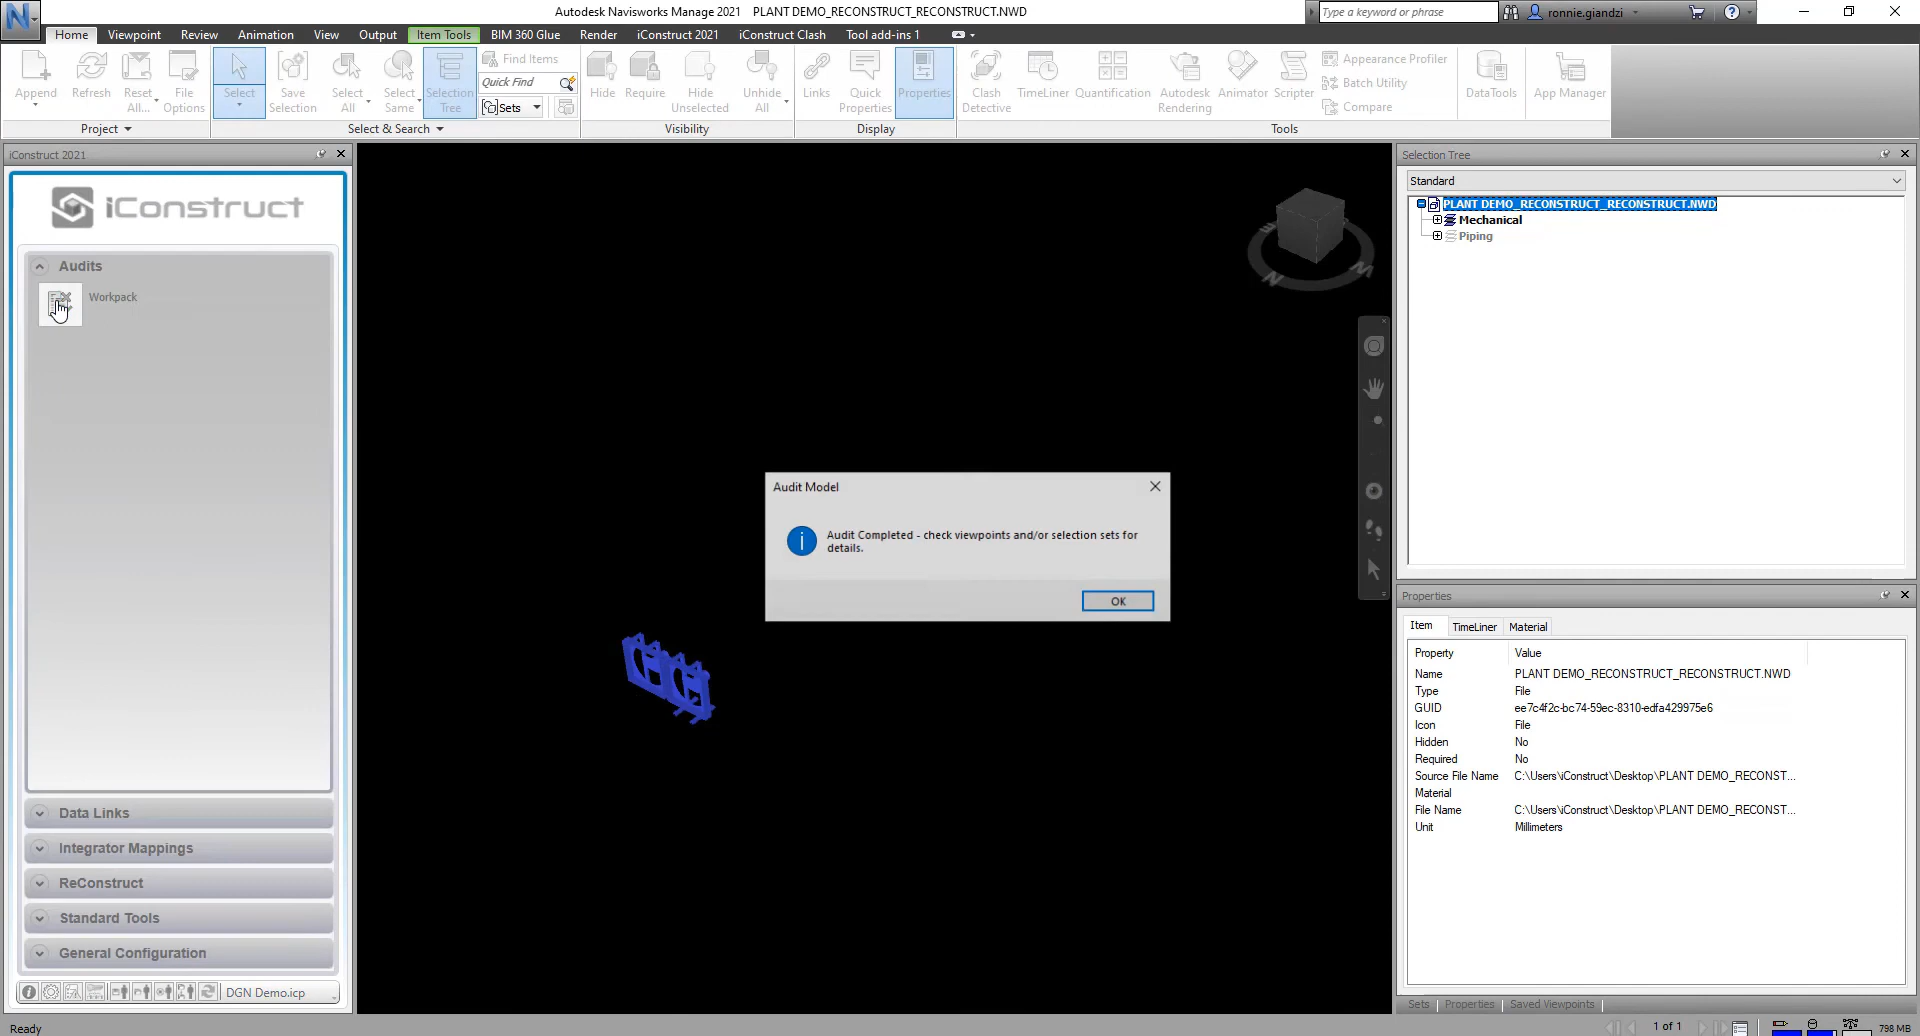 Autodesk Navisworks Manage 2021 PLANT DEMO_RECONSTRUCT_RECONSTRUCT.NWD
Type a keyword or phrase
ronnie.giandzi
Home Viewpoint Review Animation View Output Item Tools BIM 360 Glue Render iConstruct 2021 iConstruct Clash Tool add-ins 1
Append
Refresh
Reset All...
File Options
Project
Select
Save Selection
Select All
Select Same
Selection Tree
Find Items
Quick Find
Sets
Select & Search
Hide
Require
Hide Unselected
Unhide All
Visibility
Links
Quick Properties
Properties
Display
Clash Detective
TimeLiner
Quantification
Autodesk Rendering
Animator
Scripter
Appearance Profiler
Batch Utility
Compare
Tools
DataTools
App Manager
iConstruct 2021
iConstruct
Audits
Workpack
Data Links
Integrator Mappings
ReConstruct
Standard Tools
General Configuration
DGN Demo.icp
Ready
Audit Model
Audit Completed - check viewpoints and/or selection sets for
details.
OK
Selection Tree
Standard
PLANT DEMO_RECONSTRUCT_RECONSTRUCT.NWD
Mechanical
Piping
Properties
Item TimeLiner Material
Property Value
Name PLANT DEMO_RECONSTRUCT_RECONSTRUCT.NWD
Type File
GUID ee7c4f2c-bc74-59ec-8310-edfa429975e6
Icon File
Hidden No
Required No
Source File Name C:\Users\iConstruct\Desktop\PLANT DEMO_RECONST...
Material
File Name C:\Users\iConstruct\Desktop\PLANT DEMO_RECONST...
Unit Millimeters
Sets Properties Saved Viewpoints
1 of 1
798 MB